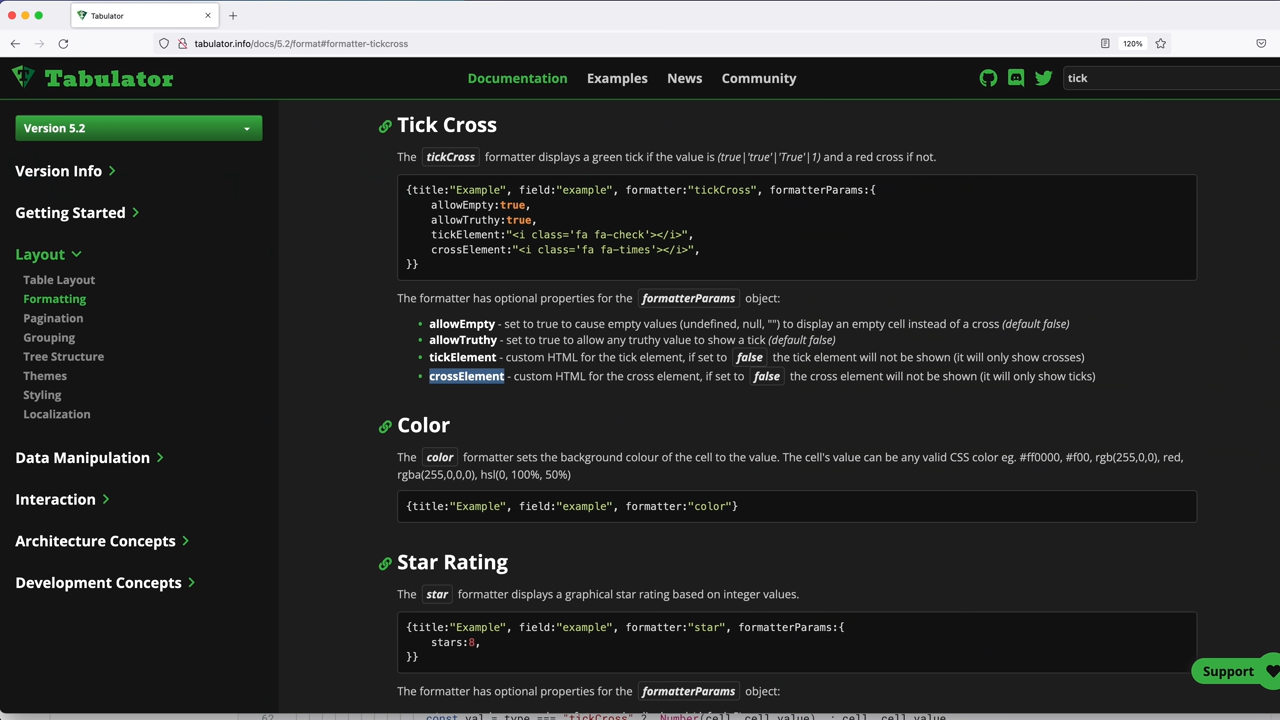 Tabulator
tabulator.info/docs/5.2/format#formatter-tickcross
120%
Tabulator
Documentation
Examples
News
Community
tick
Version 5.2
Version Info
Getting Started
Layout
Table Layout
Formatting
Pagination
Grouping
Tree Structure
Themes
Styling
Localization
Data Manipulation
Interaction
Architecture Concepts
Development Concepts
Tick Cross
The tickCross formatter displays a green tick if the value is (true|'true'|'True'|1) and a red cross if not.
{title:"Example", field:"example", formatter:"tickCross", formatterParams:{
allowEmpty:true,
allowTruthy:true,
tickElement:"<i class='fa fa-check'></i>",
crossElement:"<i class='fa fa-times'></i>",
}}
The formatter has optional properties for the formatterParams object:
allowEmpty - set to true to cause empty values (undefined, null, "") to display an empty cell instead of a cross (default false)
allowTruthy - set to true to allow any truthy value to show a tick (default false)
tickElement - custom HTML for the tick element, if set to false the tick element will not be shown (it will only show crosses)
crossElement - custom HTML for the cross element, if set to false the cross element will not be shown (it will only show ticks)
Color
The color formatter sets the background colour of the cell to the value. The cell's value can be any valid CSS color eg. #ff0000, #f00, rgb(255,0,0), red,
rgba(255,0,0,0), hsl(0, 100%, 50%)
{title:"Example", field:"example", formatter:"color"}
Star Rating
The star formatter displays a graphical star rating based on integer values.
{title:"Example", field:"example", formatter:"star", formatterParams:{
stars:8,
}}
Support
The formatter has optional properties for the formatterParams object:
62 const val = type === "tickCross" ? Number(cell